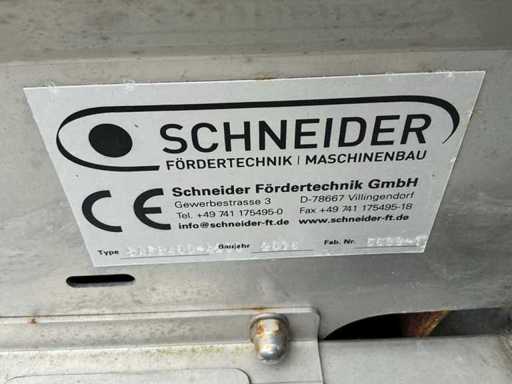 SCHNEIDER
FÖRDERTECHNIK | MASCHINENBAU
CE
Schneider Fördertechnik GmbH
Gewerbestrasse 3 D-78667 Villingendorf
Tel. +49 741 175495-0 Fax +49 741 175495-18
info@schneider-ft.de www.schneider-ft.de
Type Baujahr Fab. Nr.